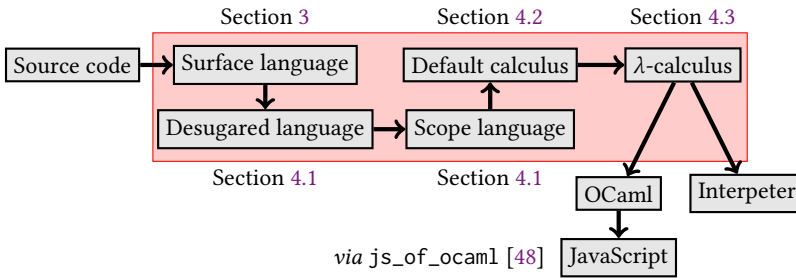 Section 3
Section 4.2
Section 4.3
Source code
Surface language
Default calculus
λ-calculus
Desugared language
Scope language
Section 4.1
Section 4.1
OCaml
Interpeter
via js_of_ocaml [48]
JavaScript